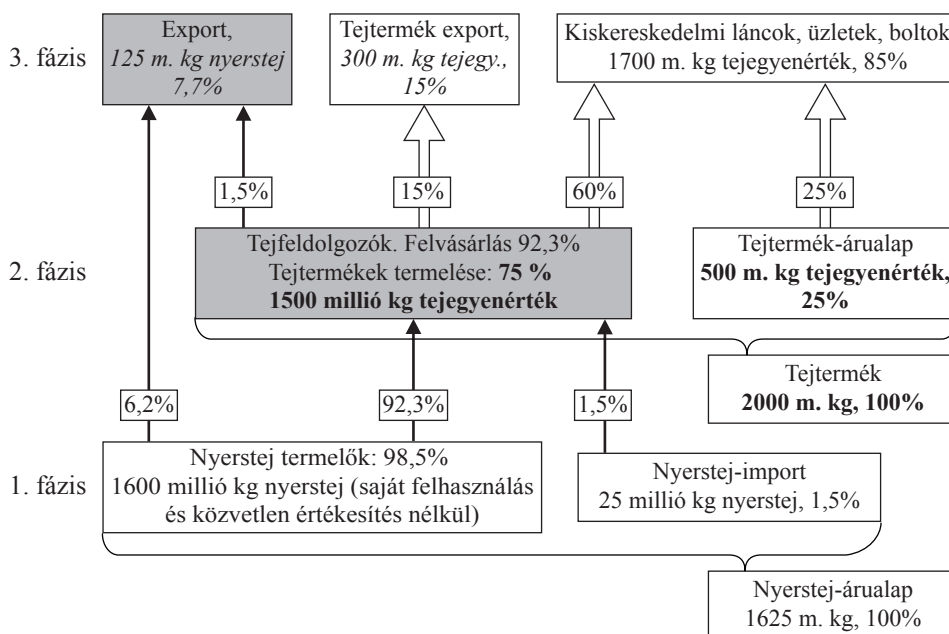 3. fázis
Export,
125 m. kg nyerstej
7,7%
Tejtermék export,
300 m. kg tejegy.,
15%
Kiskereskedelmi láncok, üzletek, boltok
1700 m. kg tejegyenérték, 85%
1,5%
15%
60%
25%
2. fázis
Tejfeldolgozók. Felvásárlás 92,3%
Tejtermékek termelése: 75 %
1500 millió kg tejegyenérték
Tejtermék-árualap
500 m. kg tejegyenérték,
25%
Tejtermék
2000 m. kg, 100%
6,2%
92,3%
1,5%
1. fázis
Nyerstej termelők: 98,5%
1600 millió kg nyerstej (saját felhasználás
és közvetlen értékesítés nélkül)
Nyerstej-import
25 millió kg nyerstej, 1,5%
Nyerstej-árualap
1625 m. kg, 100%